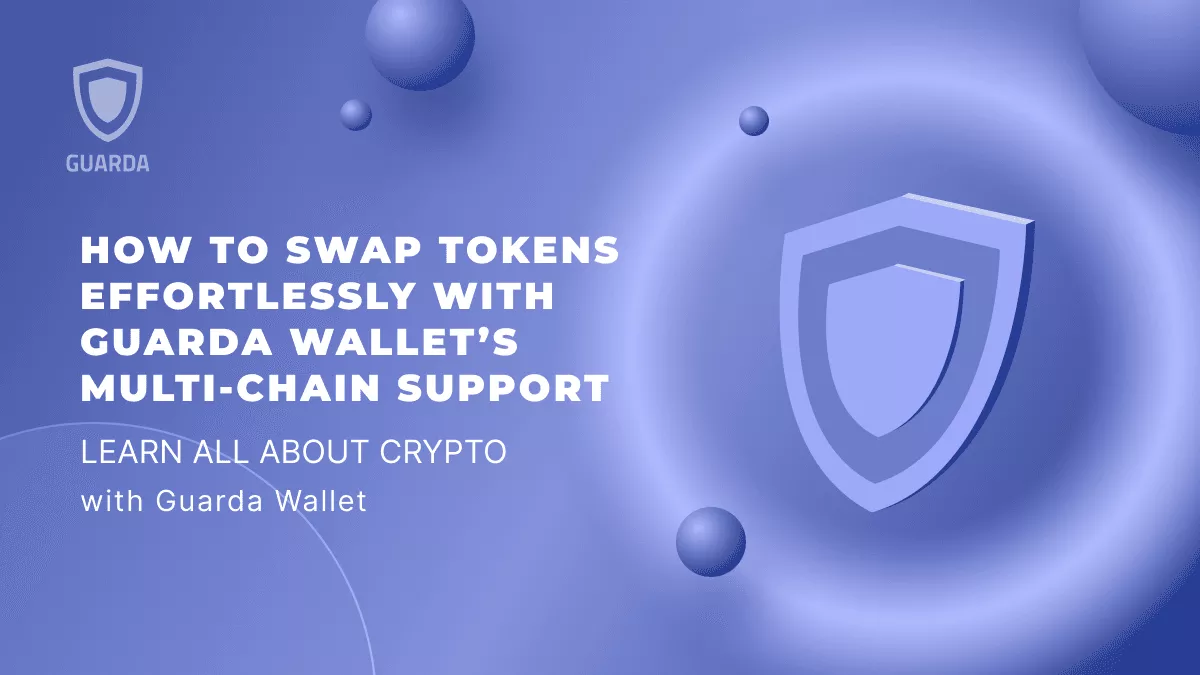 GUARDA
HOW TO SWAP TOKENS
EFFORTLESSLY WITH
GUARDA WALLET’S
MULTI-CHAIN SUPPORT
LEARN ALL ABOUT CRYPTO
with Guarda Wallet